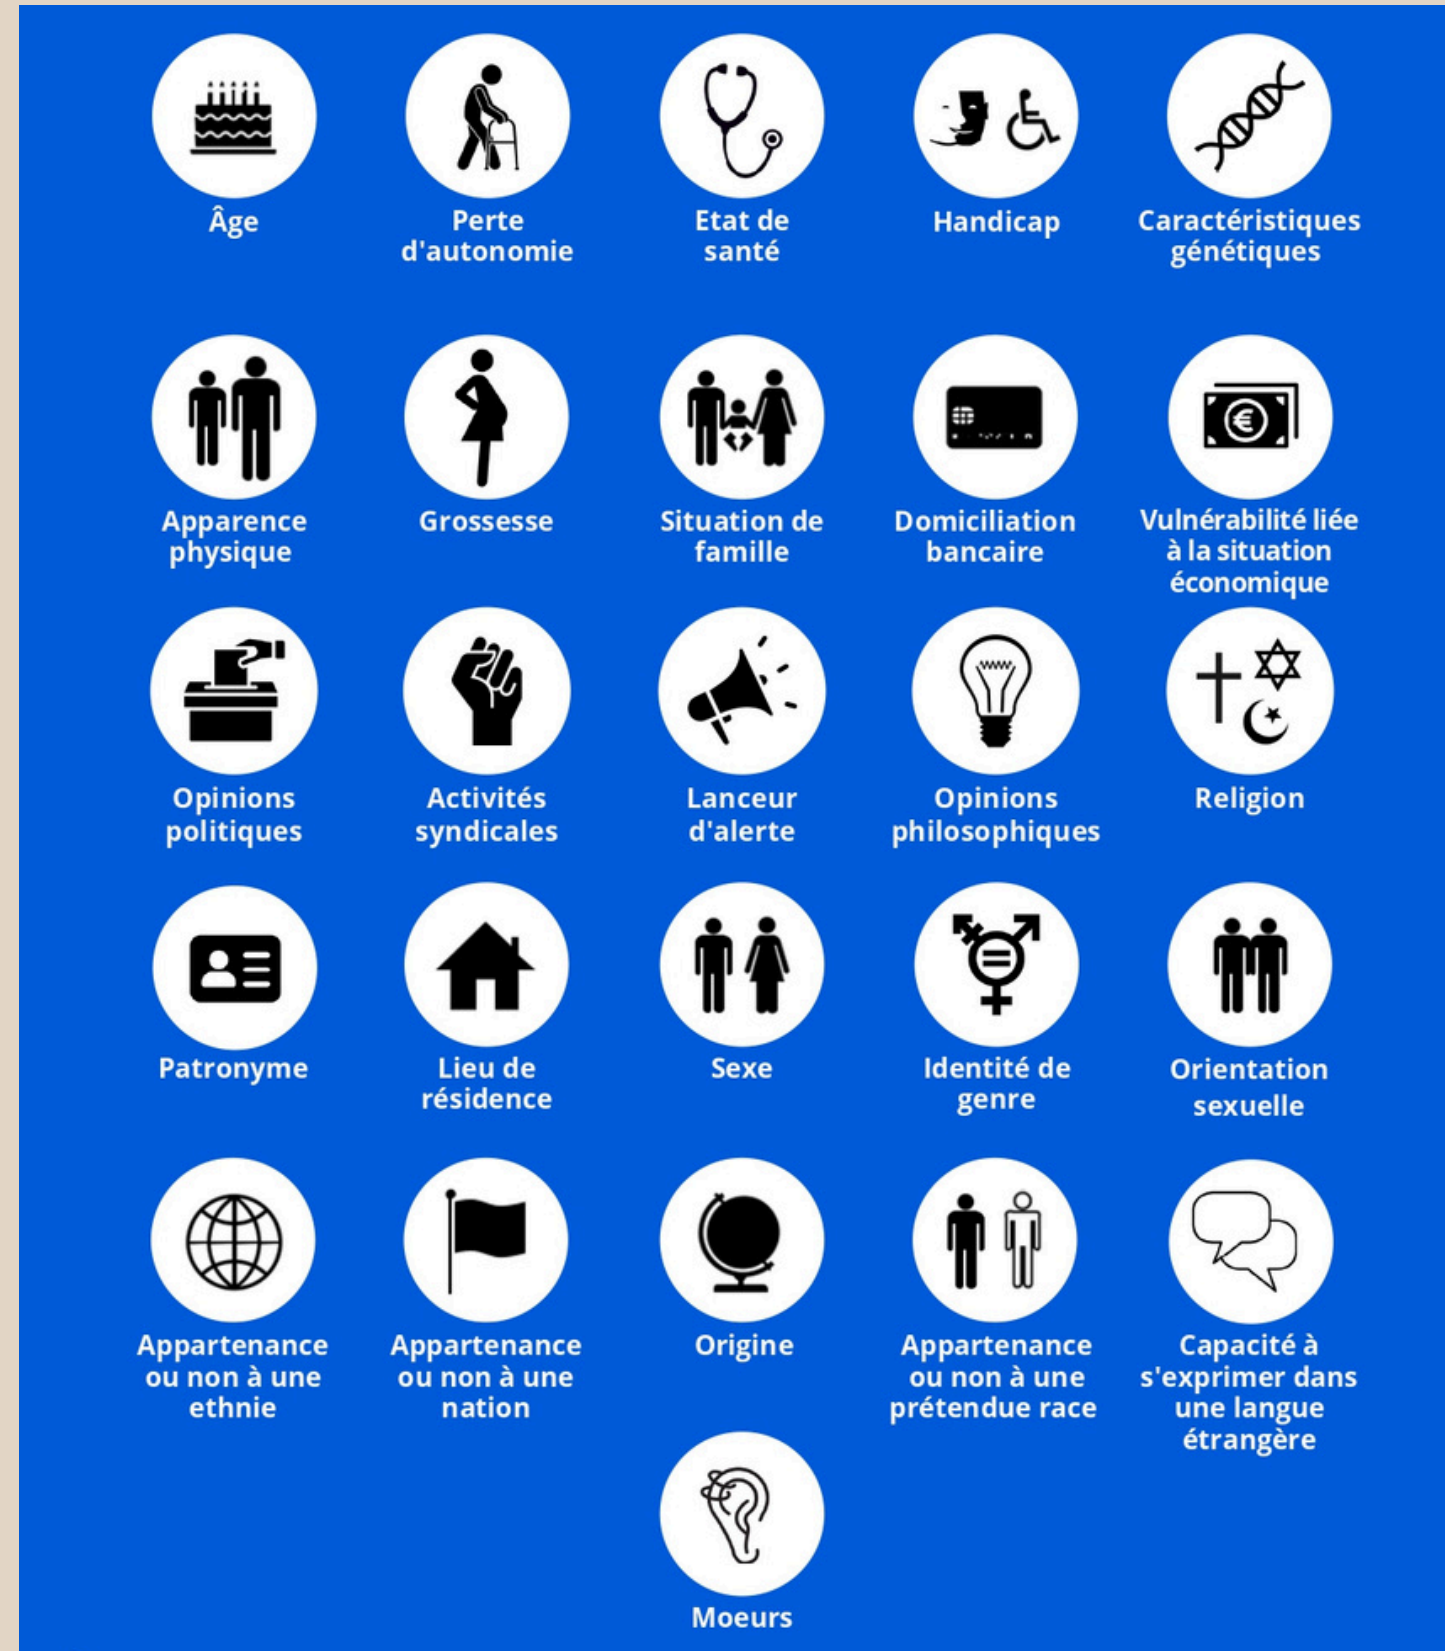 Âge
Perte
d'autonomie
Etat de
santé
Handicap
Caractéristiques
génétiques
Apparence
physique
Grossesse
Situation de
famille
Domiciliation
bancaire
Vulnérabilité liée
à la situation
économique
Opinions
politiques
Activités
syndicales
Lanceur
d'alerte
Opinions
philosophiques
Religion
Patronyme
Lieu de
résidence
Sexe
Identité de
genre
Orientation
sexuelle
Appartenance
ou non à une
ethnie
Appartenance
ou non à une
nation
Origine
Appartenance
ou non à une
prétendue race
Capacité à
s'exprimer dans
une langue
étrangère
Moeurs